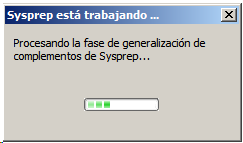 Sysprep está trabajando ...
Procesando la fase de generalización de
complementos de Sysprep...